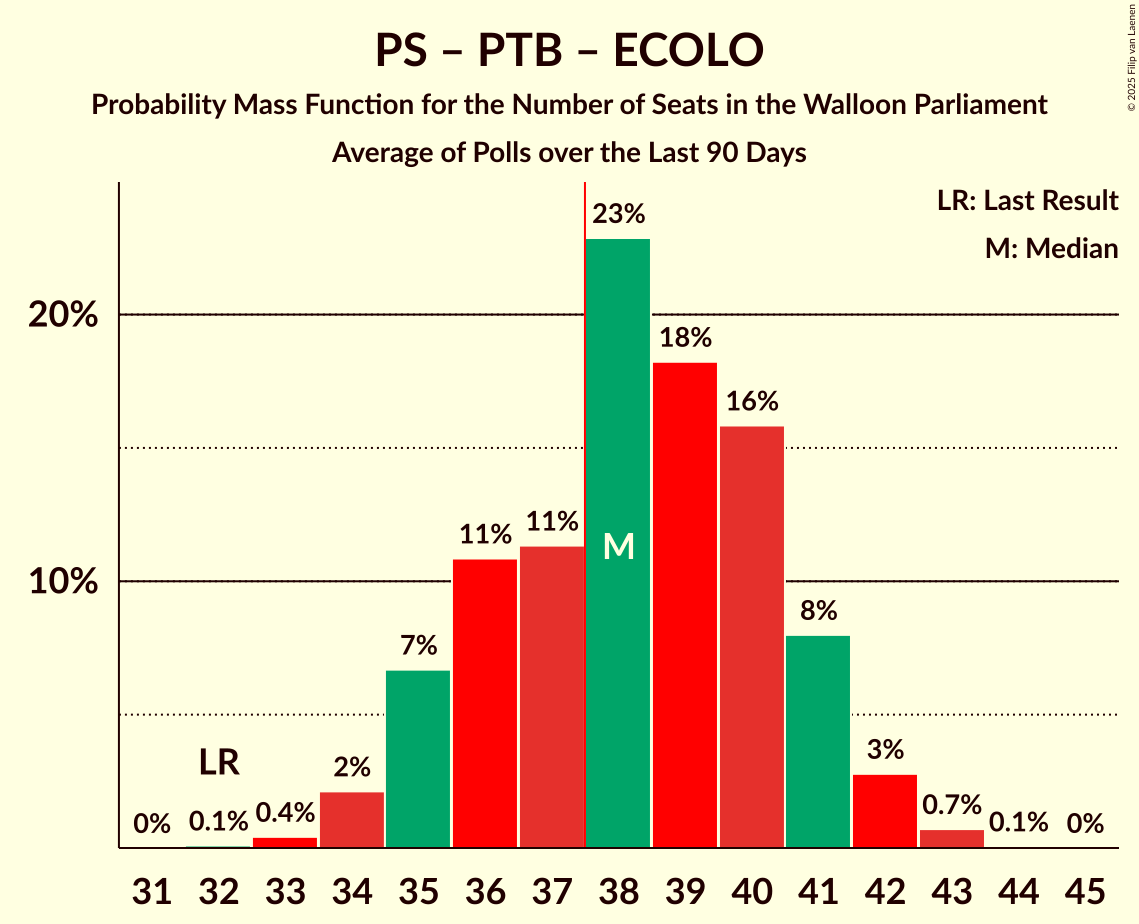 PS – PTB – ECOLO
Probability Mass Function for the Number of Seats in the Walloon Parliament
Average of Polls over the Last 90 Days
© 2025 Filip van Laenen
LR: Last Result
M: Median
20%
10%
0%
0.1%
0.4%
2%
7%
11%
11%
23%
18%
16%
8%
3%
0.7%
0.1%
0%
LR
M
31 32 33 34 35 36 37 38 39 40 41 42 43 44 45